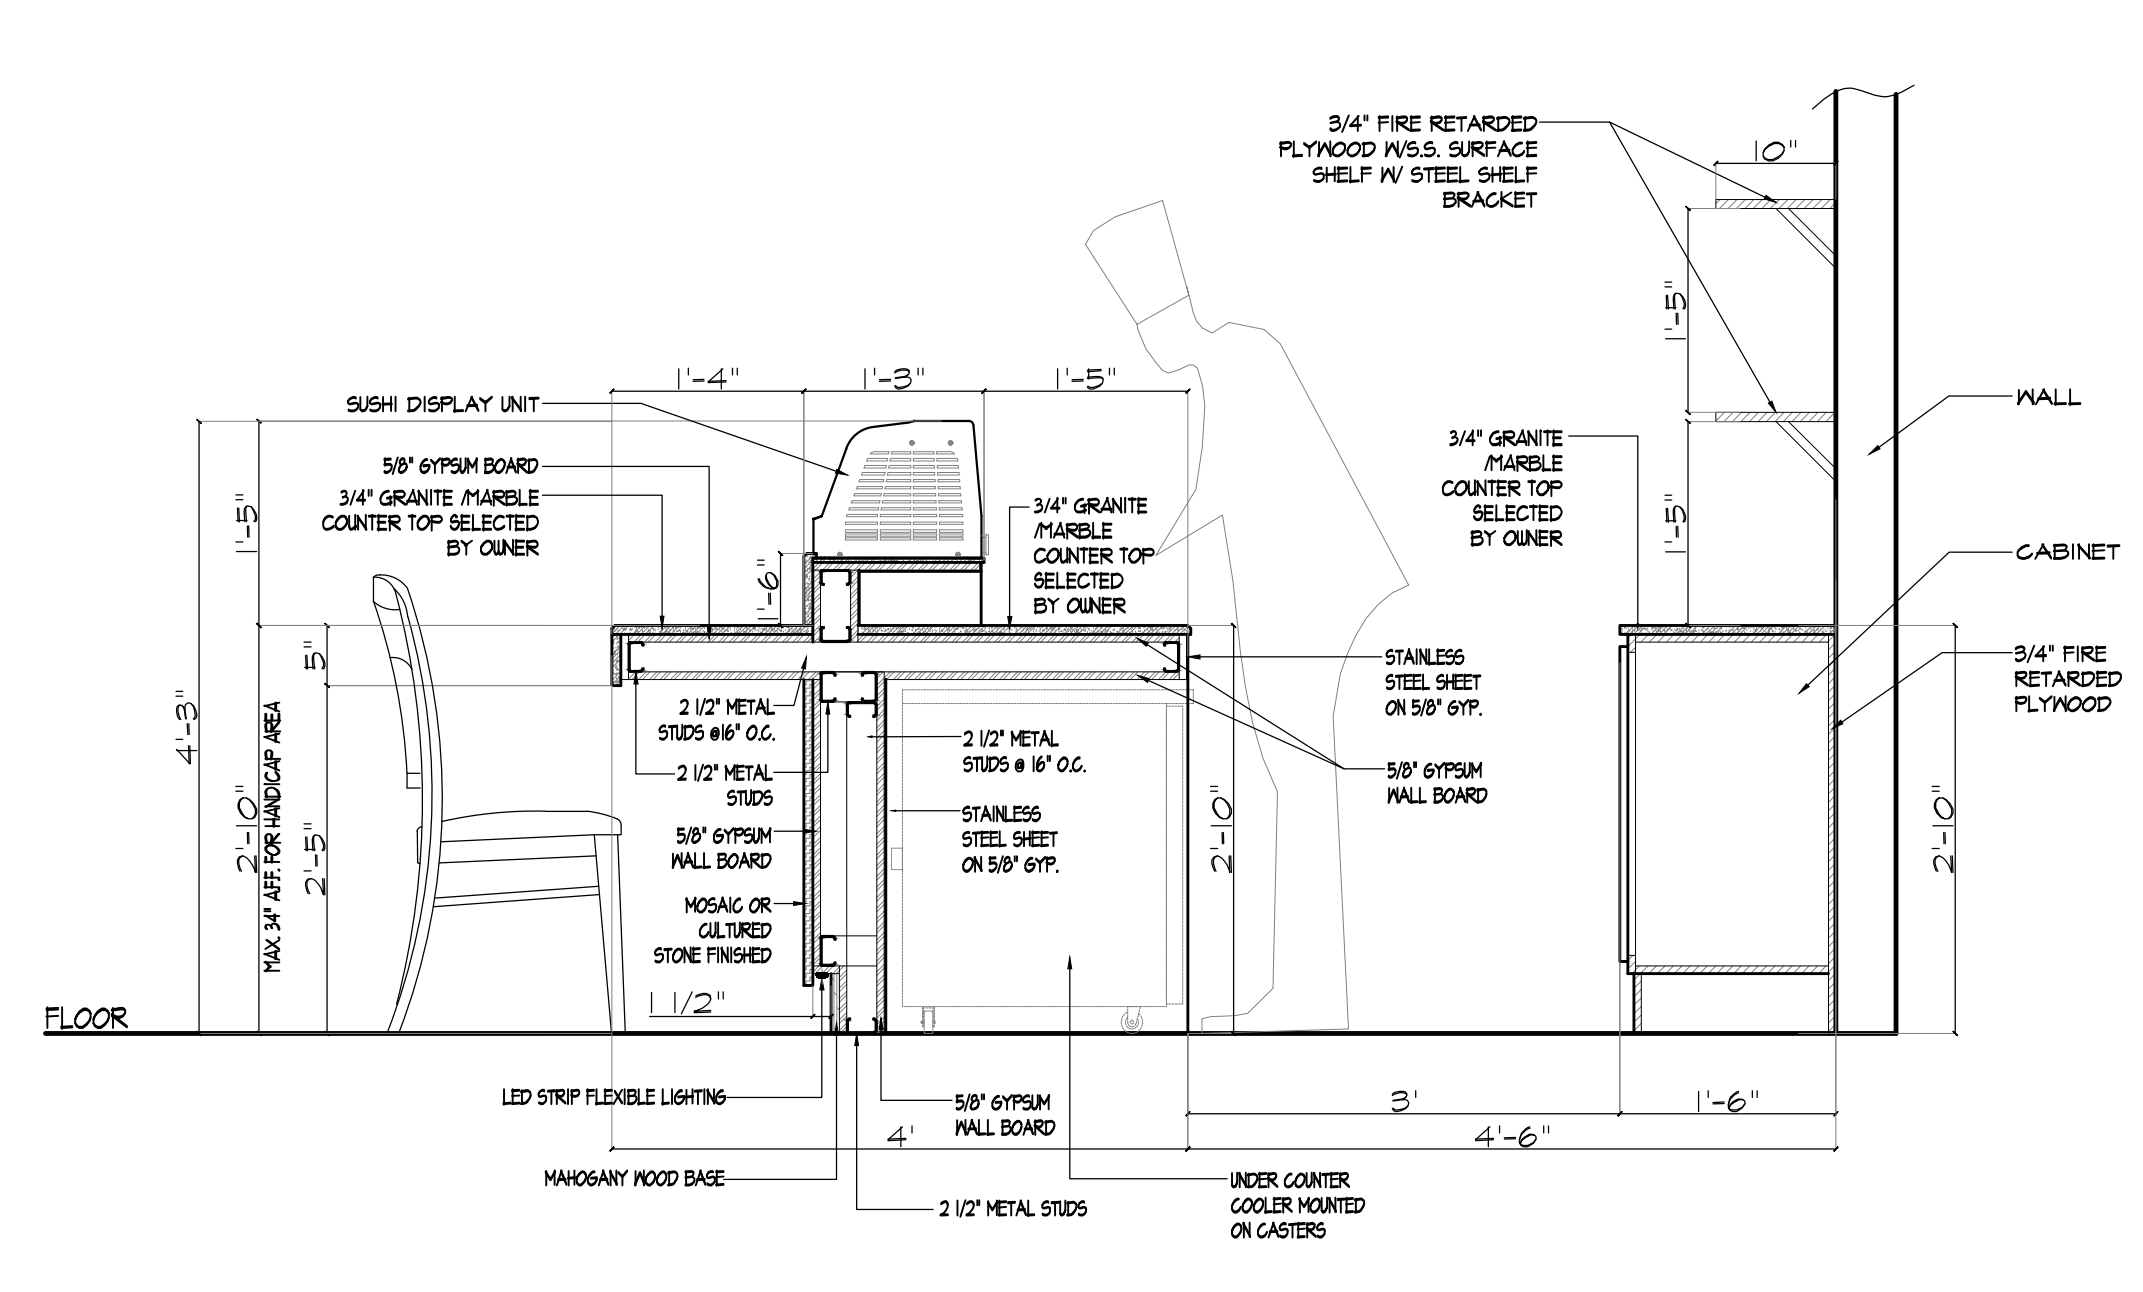 3/4" FIRE RETARDED
PLYWOOD W/S.S. SURFACE
SHELF W/ STEEL SHELF
BRACKET
10"
1'-5"
1'-4"
1'-3"
1'-5"
SUSHI DISPLAY UNIT
WALL
5/8" GYPSUM BOARD
3/4" GRANITE /MARBLE
COUNTER TOP SELECTED
BY OWNER
3/4" GRANITE
/MARBLE
COUNTER TOP
SELECTED
BY OWNER
3/4" GRANITE
/MARBLE
COUNTER TOP
SELECTED
BY OWNER
1'-5"
1'-5"
CABINET
1'-6"
5"
4'-3"
2'-10"
MAX. 34" AFF. FOR HANDICAP AREA
2'-5"
STAINLESS
STEEL SHEET
ON 5/8" GYP.
3/4" FIRE
RETARDED
PLYWOOD
2 1/2" METAL
STUDS @16" O.C.
2 1/2" METAL
STUDS @ 16" O.C.
2 1/2" METAL
STUDS
5/8" GYPSUM
WALL BOARD
STAINLESS
STEEL SHEET
ON 5/8" GYP.
2'-10"
2'-10"
5/8" GYPSUM
WALL BOARD
MOSAIC OR
CULTURED
STONE FINISHED
1 1/2"
FLOOR
LED STRIP FLEXIBLE LIGHTING
5/8" GYPSUM
WALL BOARD
3'
1'-6"
4'
4'-6"
MAHOGANY WOOD BASE
2 1/2" METAL STUDS
UNDER COUNTER
COOLER MOUNTED
ON CASTERS